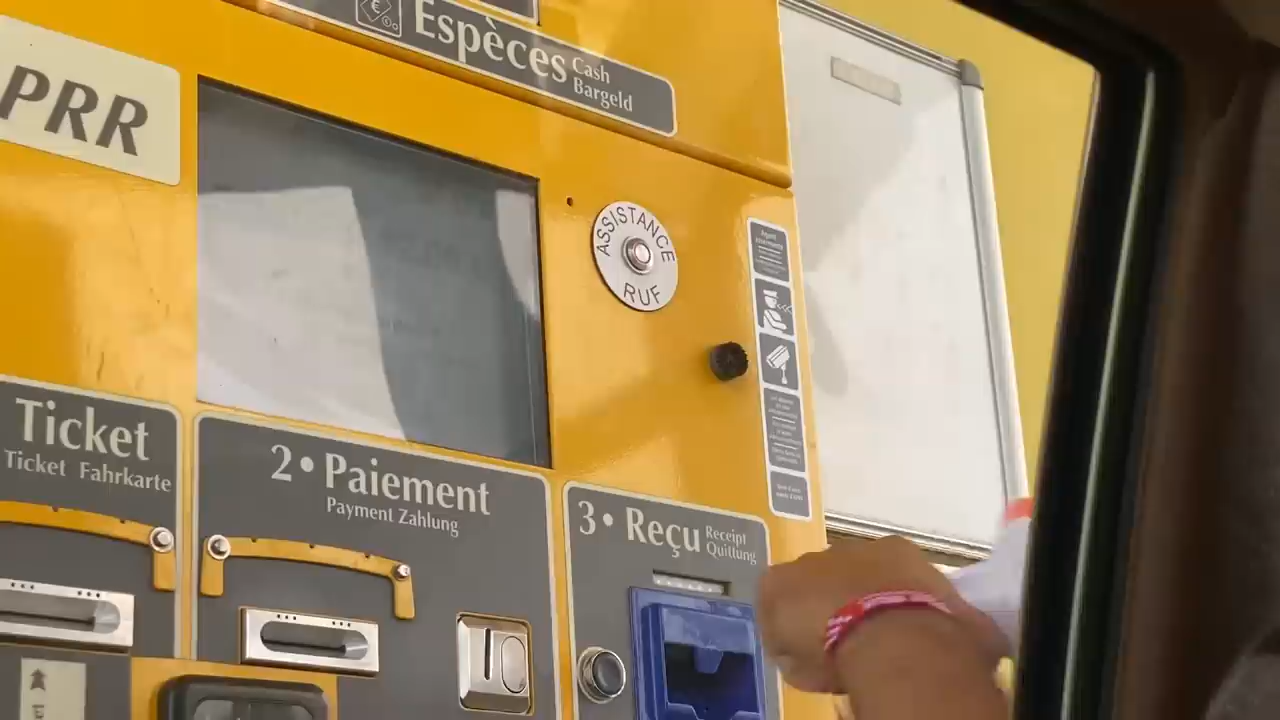 Espèces
Cash
Bargeld
PRR
ASSISTANCE
RUF
Ticket
Ticket Fahrkarte
2• Paiement
Payment Zahlung
3• Reçu
Receipt
Quittung